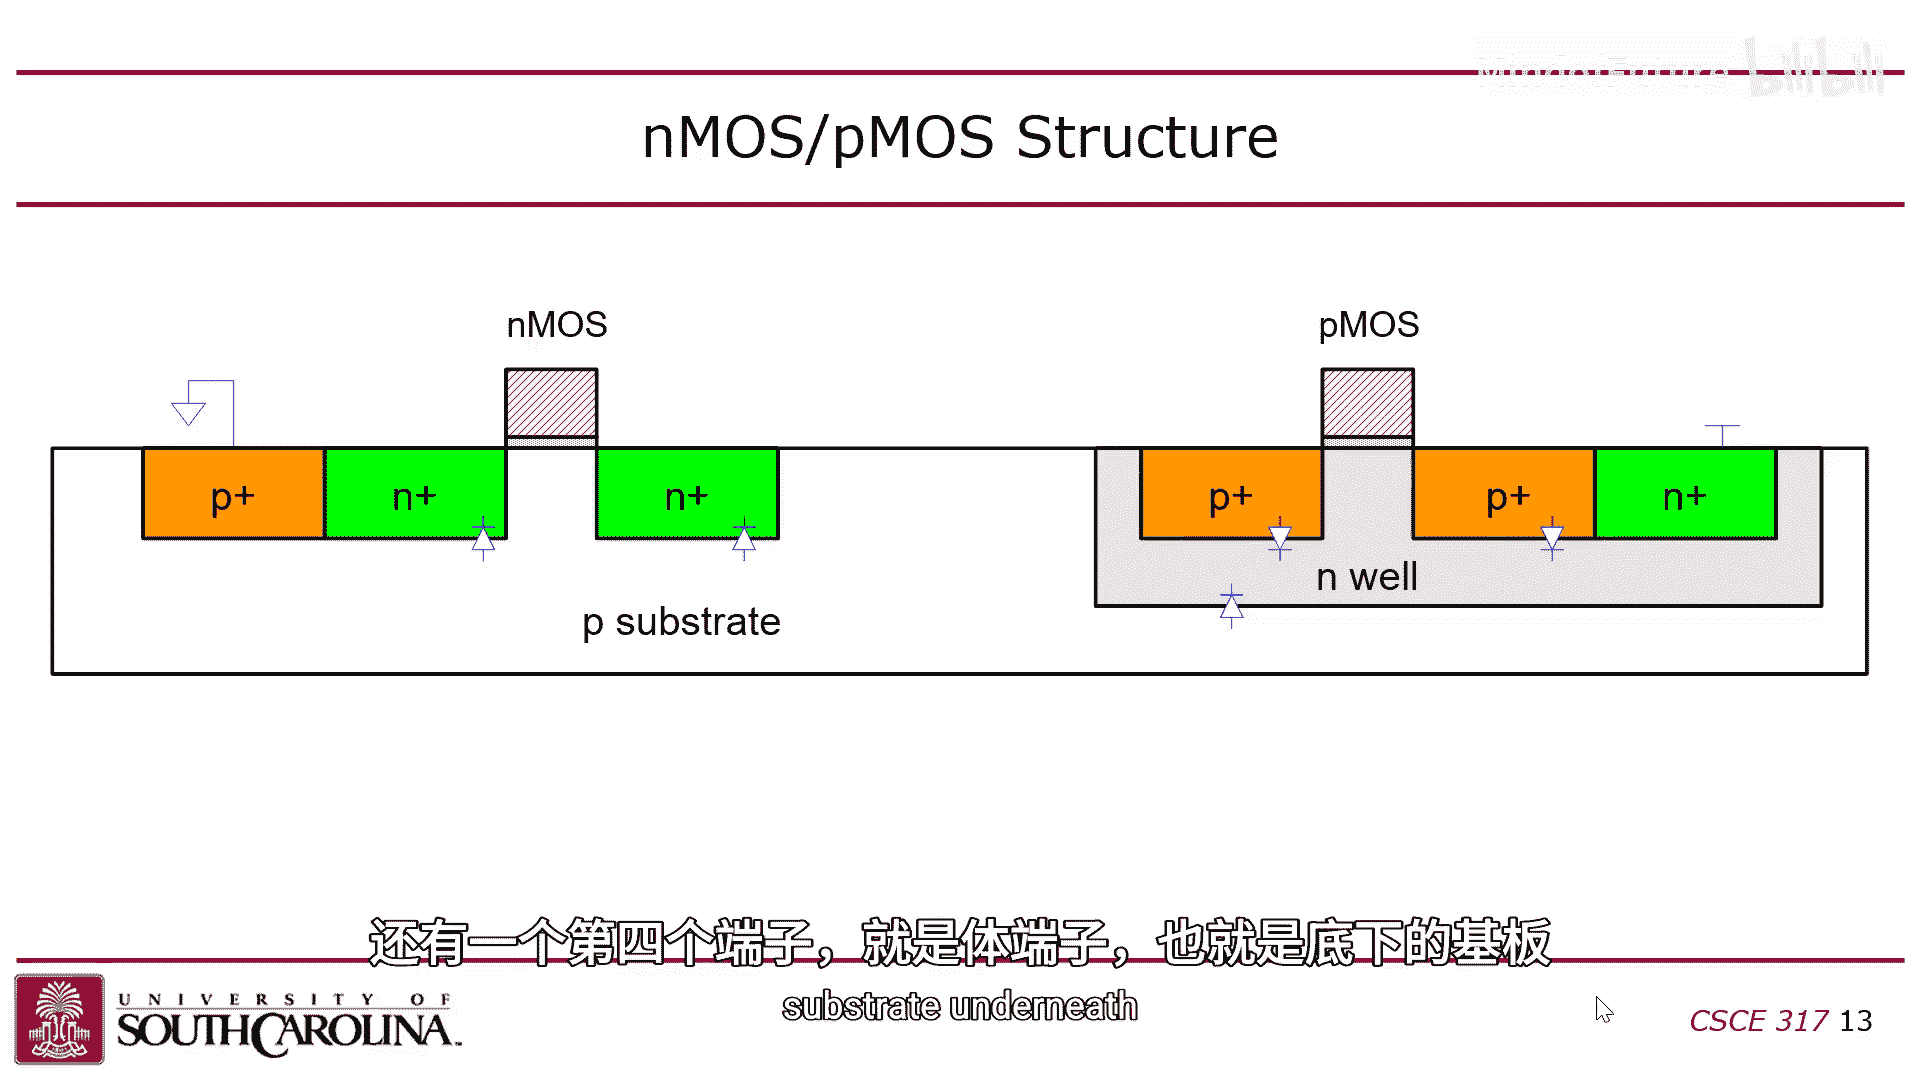 bilibili
nMOS/pMOS Structure
nMOS
pMOS
p+
n+
n+
p+
p+
n+
n well
p substrate
还有一个第四个端子，就是体端子，也就是底下的基板
substrate underneath
UNIVERSITY OF
SOUTH CAROLINA
CSCE 317 13